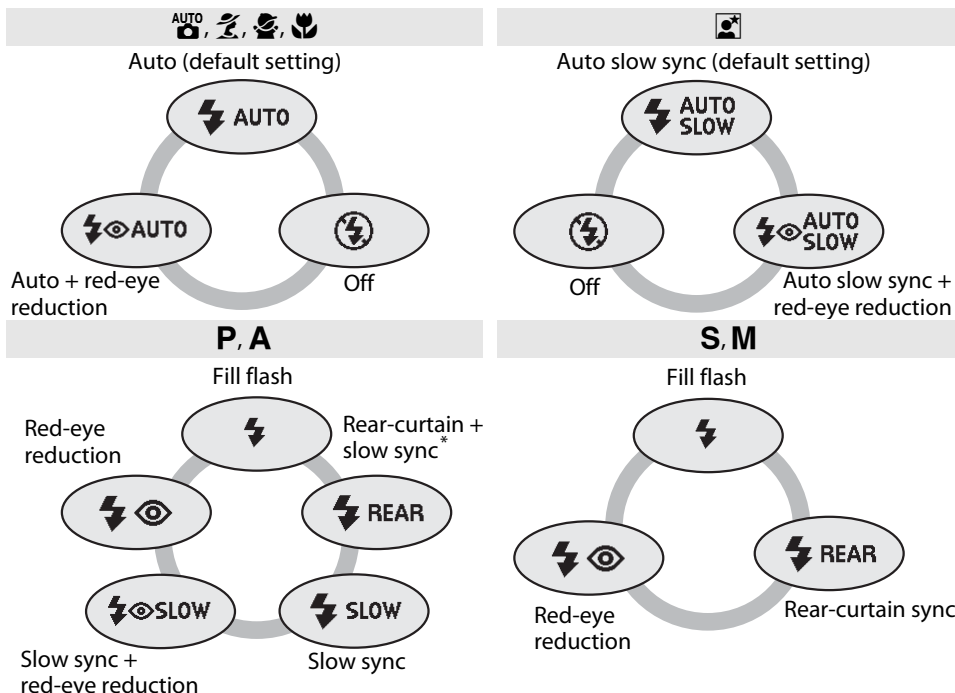 AUTO, , ,
Auto (default setting)
AUTO
AUTO
Auto + red-eye
reduction
Off
Auto slow sync (default setting)
AUTO
SLOW
Off
AUTO
SLOW
Auto slow sync +
red-eye reduction
P, A
Fill flash
Red-eye
reduction
Rear-curtain +
slow sync*
REAR
SLOW
SLOW
Slow sync +
red-eye reduction
Slow sync
S, M
Fill flash
REAR
Red-eye
reduction
Rear-curtain sync